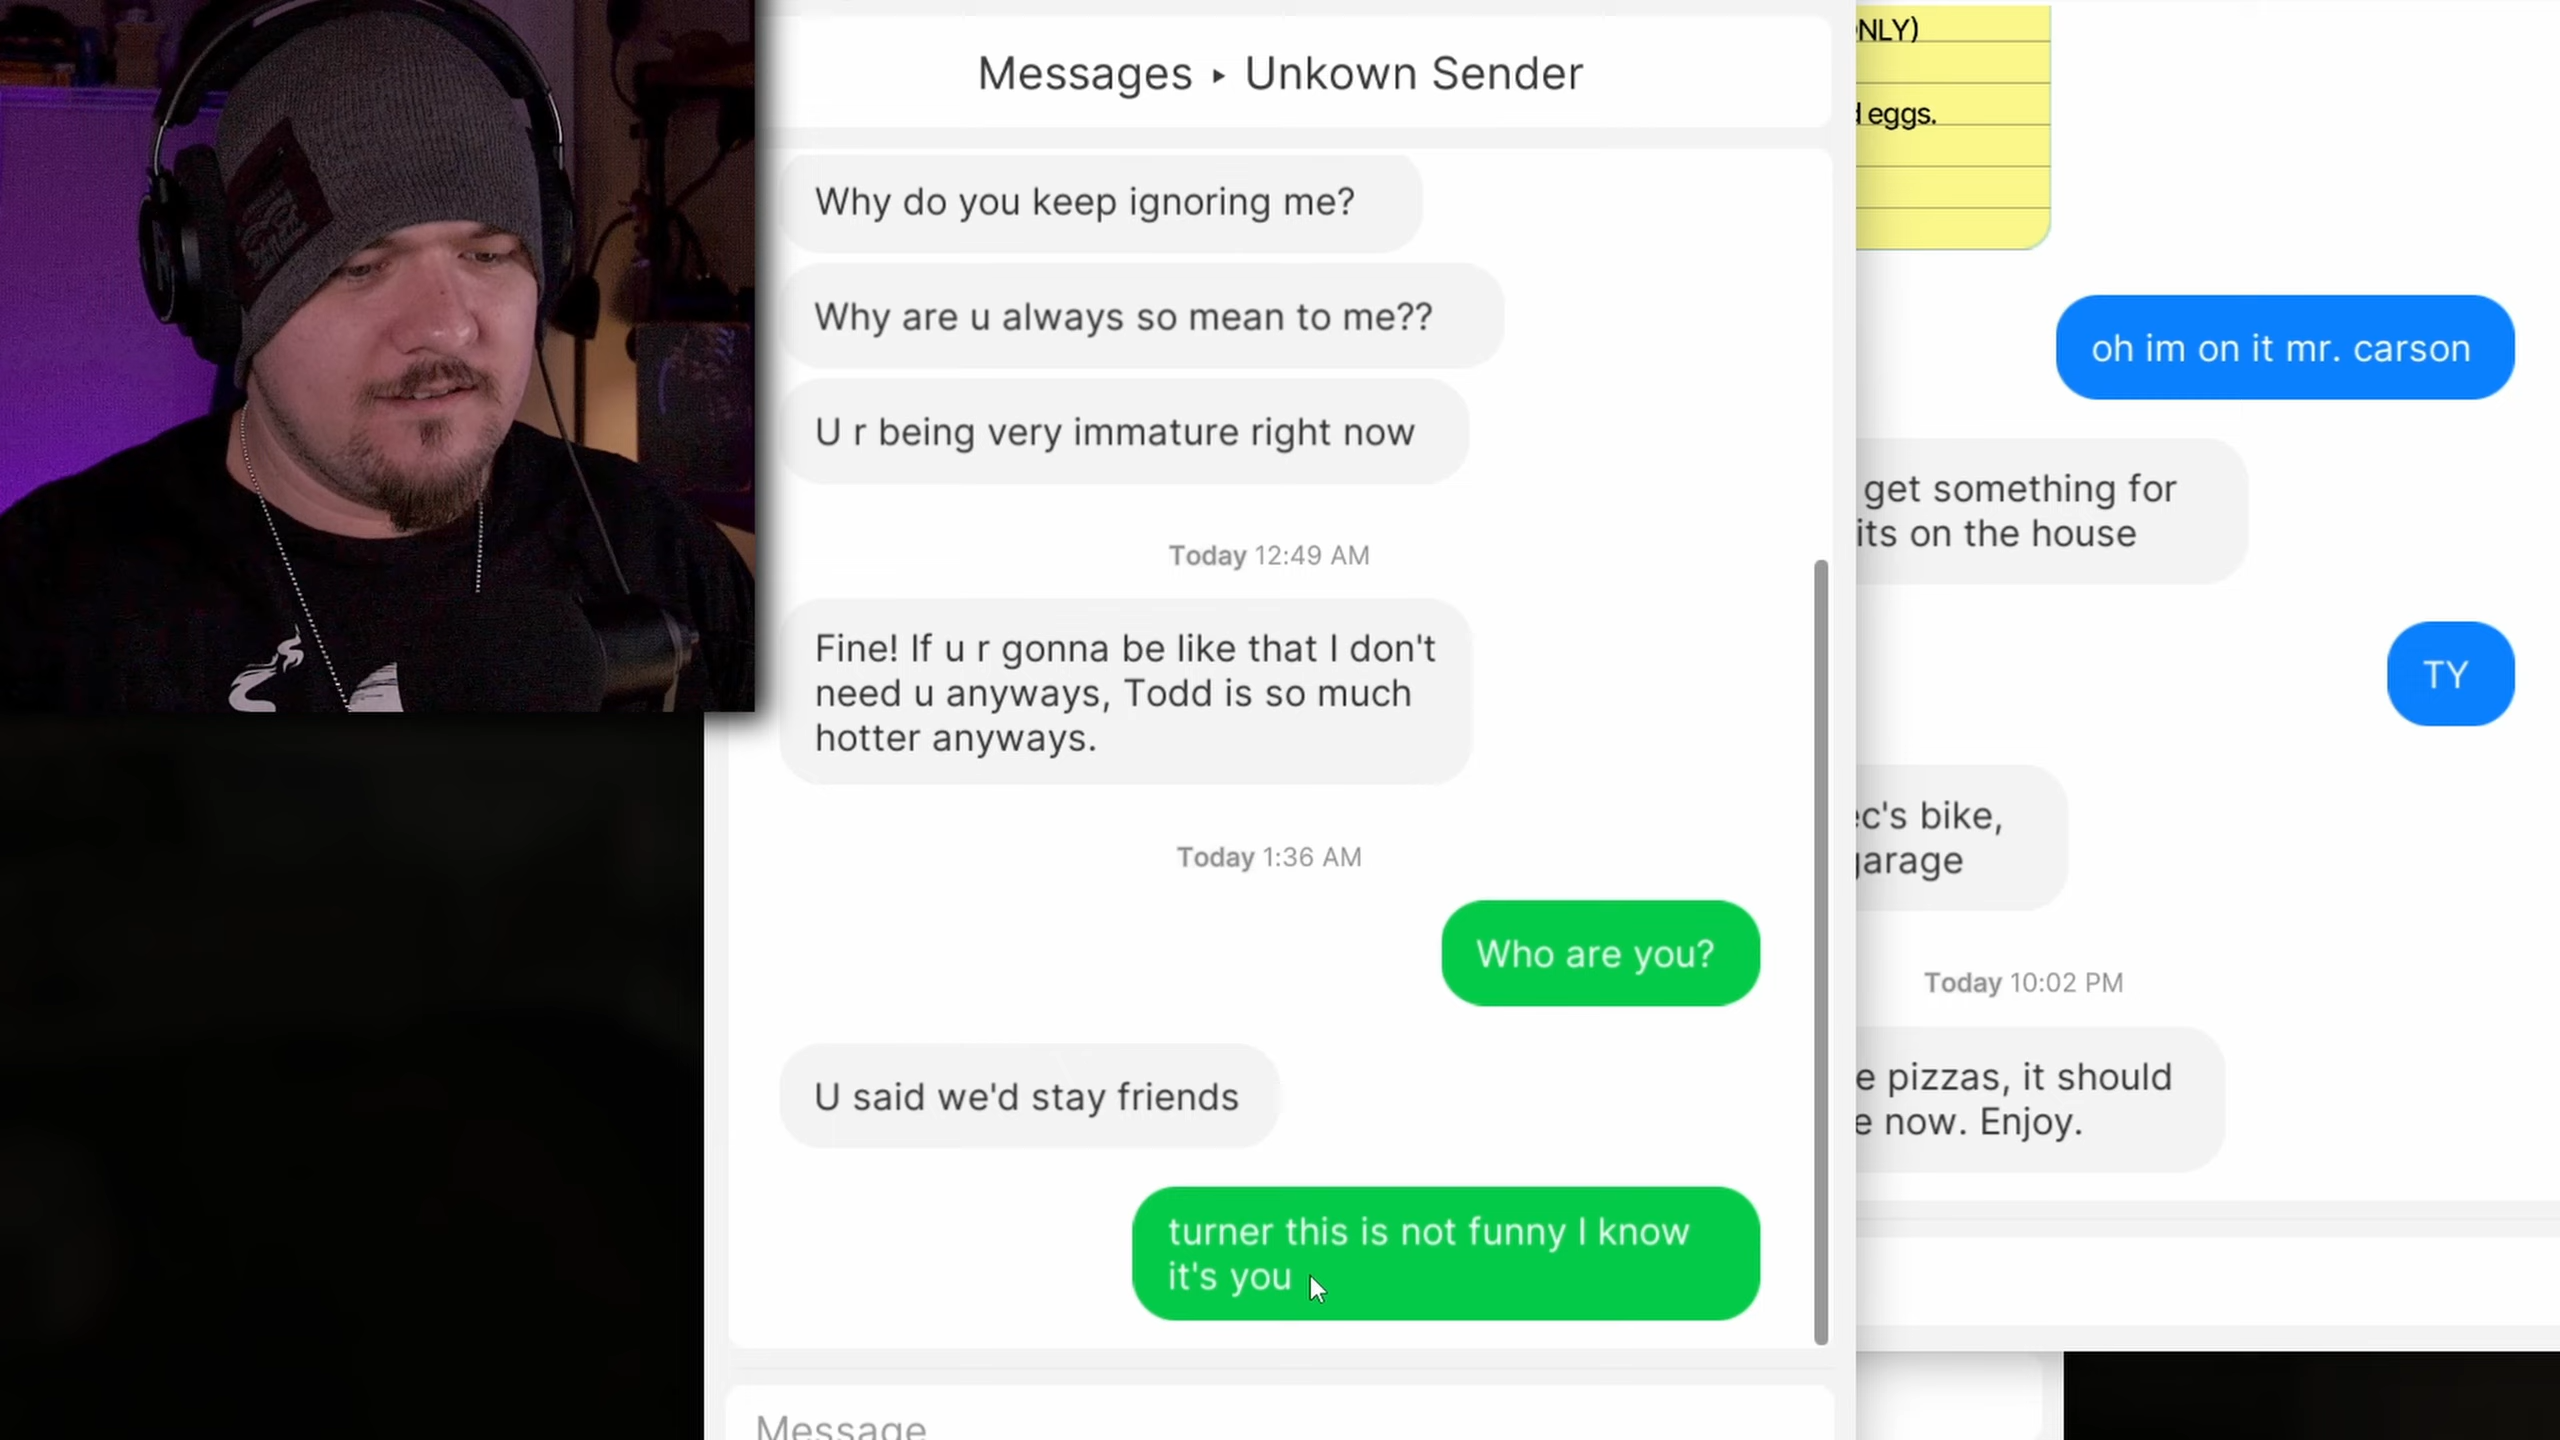 Messages ▸ Unkown Sender
Why do you keep ignoring me?
Why are u always so mean to me??
U r being very immature right now
Today 12:49 AM
Fine! If u r gonna be like that I don't
need u anyways, Todd is so much
hotter anyways.
Today 1:36 AM
Who are you?
U said we'd stay friends
turner this is not funny I know
it's you
Message
eggs.
oh im on it mr. carson
get something for
its on the house
TY
bike,
Today 10:02 PM
pizzas, it should
now. Enjoy.